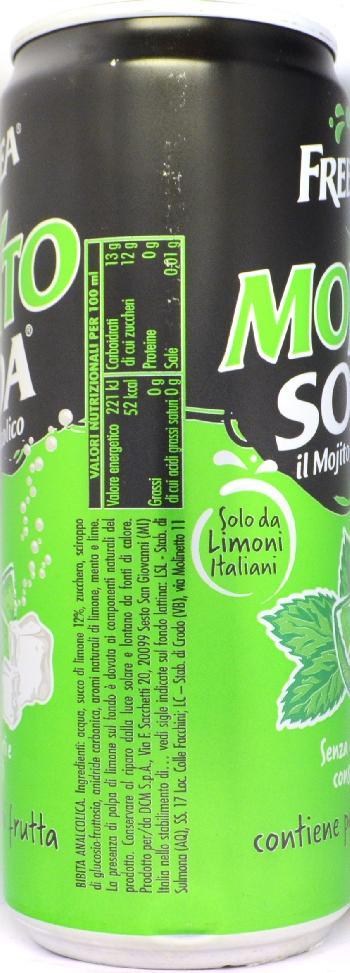 EA®
TO
DA®
olico
e
frutta
VALORI NUTRIZIONALI PER 100 ml
Valore energetico 221 kJ
52 kcal
Grassi 0 g
di cui acidi grassi saturi 0 g
Carboidrati 13 g
di cui zuccheri 12 g
Proteine 0 g
Sale 0,01 g
BIBITA ANALCOLICA. Ingredienti: acqua, succo di limone 12%, zucchero, sciroppo
di glucosio-fruttosio, anidride carbonica, aromi naturali di limone, menta e lime.
La presenza di polpa di limone sul fondo è dovuta ai componenti naturali del
prodotto. Conservare al riparo dalla luce solare e lontano da fonti di calore.
Prodotto per/da DCM S.p.A., Via F. Sacchetti 20, 20099 Sesto San Giovanni (MI)
Italia nello stabilimento di... vedi sigle indicate sul fondo lattina: LSL - Stab. di
Sulmona (AQ), SS. 17 Loc. Colle Facchini; LC – Stab. di Crodo (VB), via Molinetto 11
Solo da
Limoni
Italiani
FREE
MO
SO
il Mojito
Senza
con
contiene p